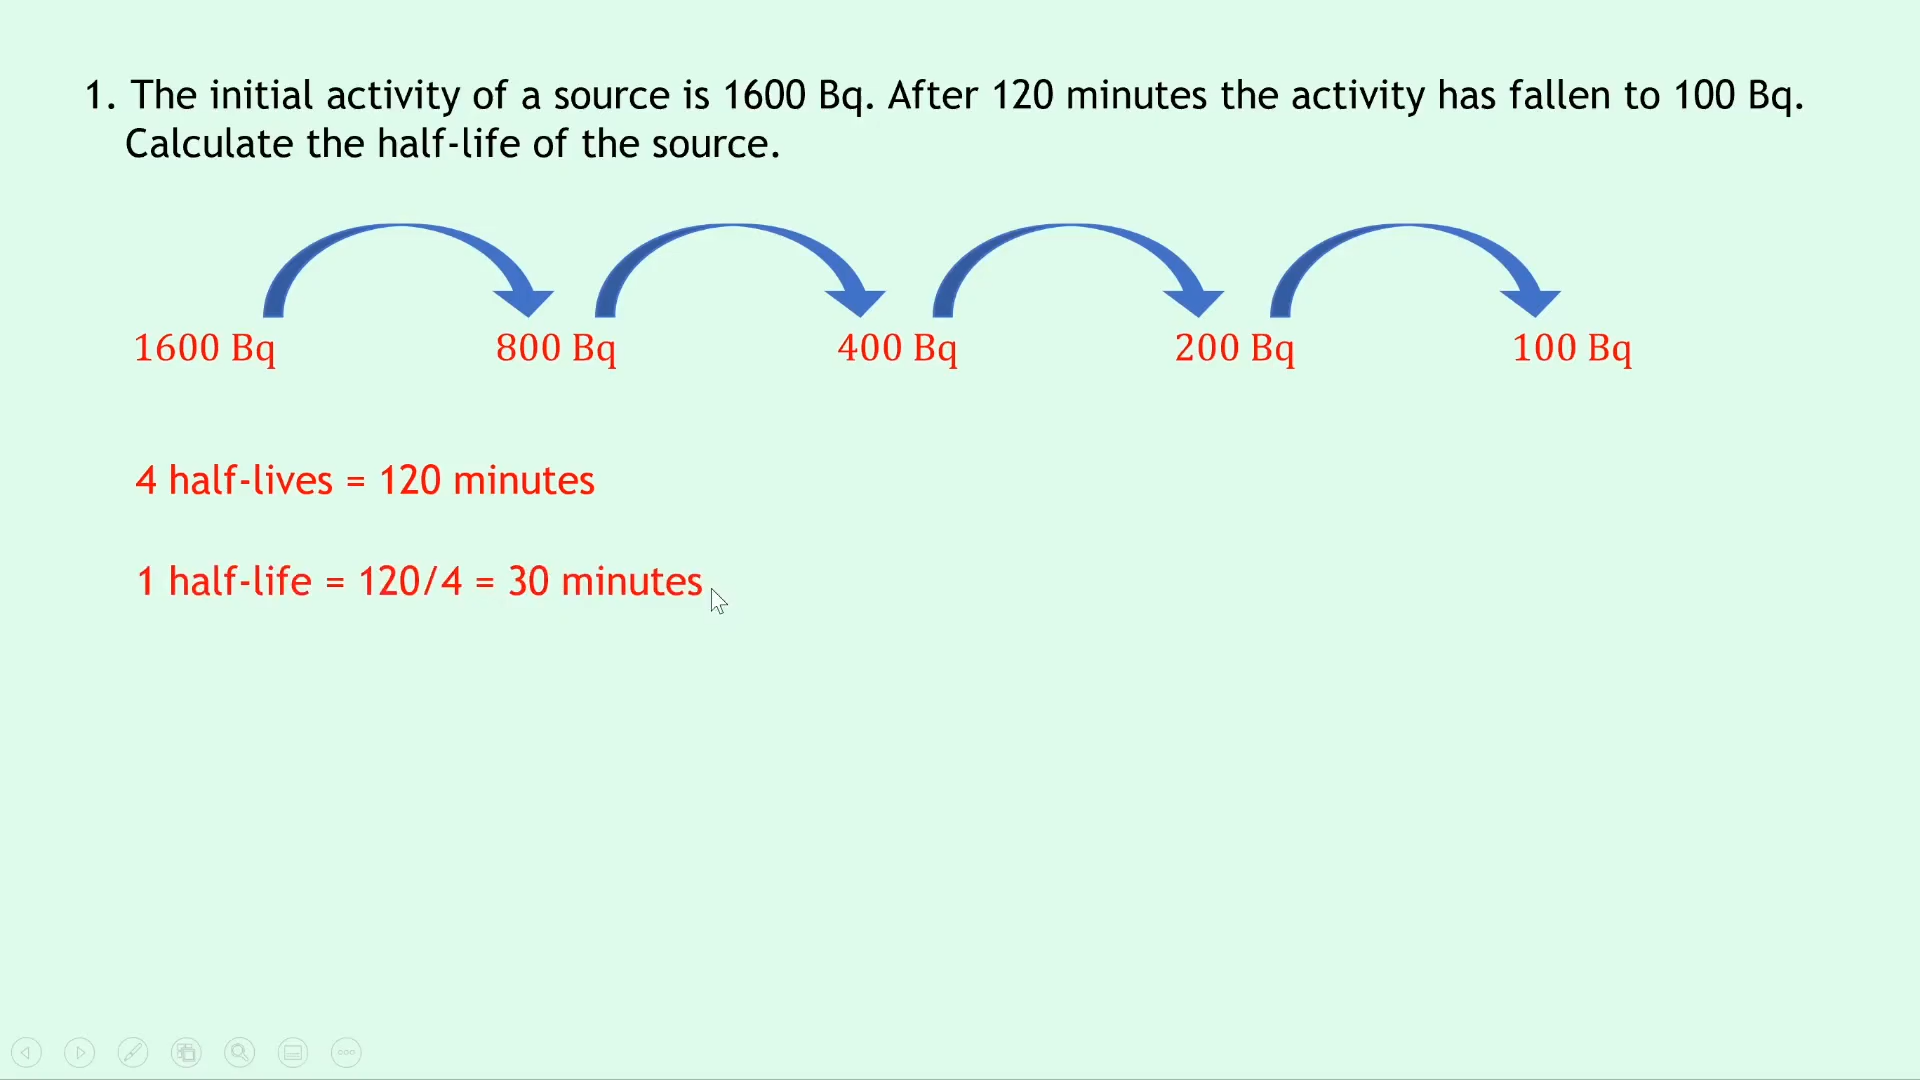 1. The initial activity of a source is 1600 Bq. After 120 minutes the activity has fallen to 100 Bq.
Calculate the half-life of the source.
1600 Bq 800 Bq 400 Bq 200 Bq 100 Bq
4 half-lives = 120 minutes
1 half-life = 120/4 = 30 minutes